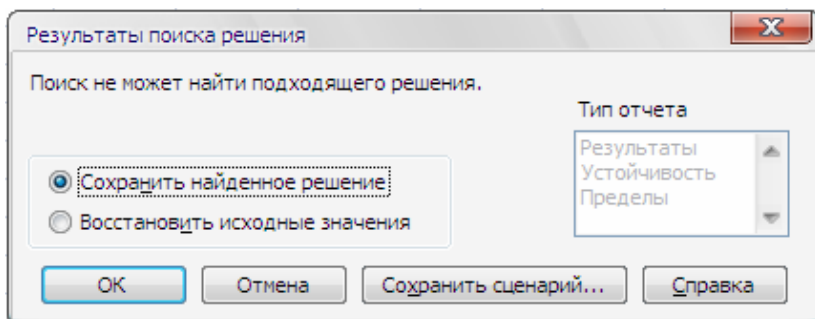 Результаты поиска решения
Поиск не может найти подходящего решения.
Тип отчета
Результаты
Устойчивость
Пределы
Сохранить найденное решение
Восстановить исходные значения
ОК
Отмена
Сохранить сценарий...
Справка